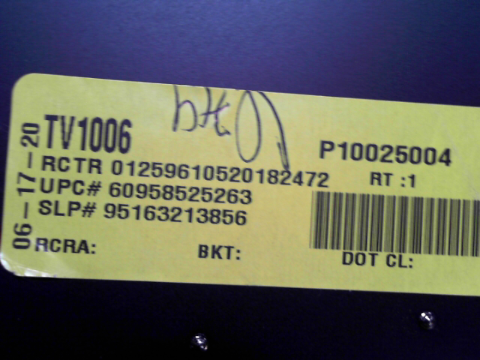 TV1006
P10025004
RCTR 01259610520182472 RT :1
UPC# 60958525263
SLP# 95163213856
RCRA: BKT: DOT CL:
06-17-20